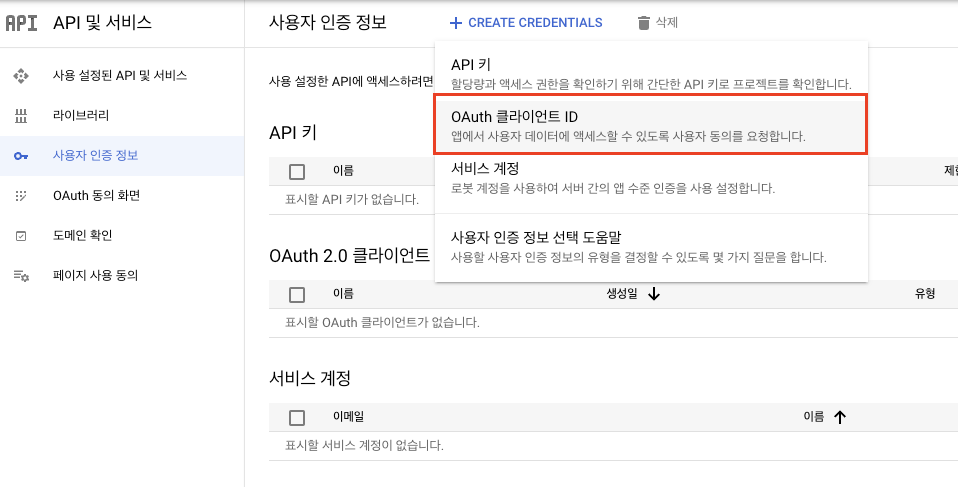 API API 및 서비스
사용 설정된 API 및 서비스
라이브러리
사용자 인증 정보
OAuth 동의 화면
도메인 확인
페이지 사용 동의
사용자 인증 정보 + CREATE CREDENTIALS 삭제
사용 설정한 API에 액세스하려면
API 키
할당량과 액세스 권한을 확인하기 위해 간단한 API 키로 프로젝트를 확인합니다.
OAuth 클라이언트 ID
앱에서 사용자 데이터에 액세스할 수 있도록 사용자 동의를 요청합니다.
서비스 계정
로봇 계정을 사용하여 서버 간의 앱 수준 인증을 사용 설정합니다.
사용자 인증 정보 선택 도움말
사용할 사용자 인증 정보의 유형을 결정할 수 있도록 몇 가지 질문을 합니다.
API 키
이름
표시할 API 키가 없습니다.
OAuth 2.0 클라이언트
이름 생성일 유형
표시할 OAuth 클라이언트가 없습니다.
서비스 계정
이메일 이름
표시할 서비스 계정이 없습니다.